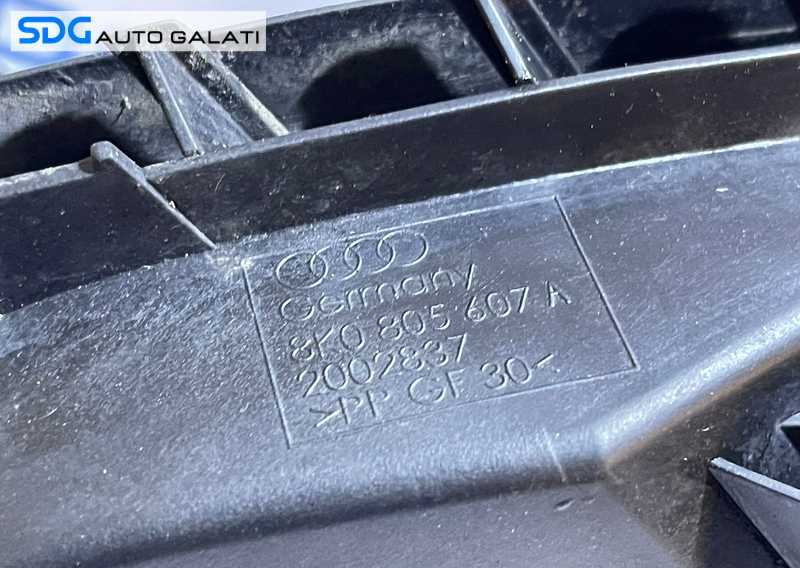 SDG AUTO GALATI
Germany
8K0 805 607 A
2002837
>PP GF 30<